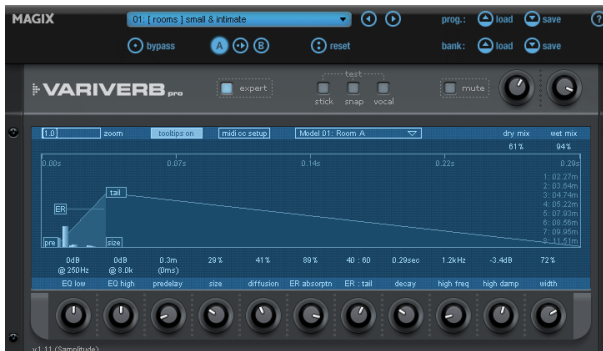 MAGIX 01: [ rooms ] small & intimate prog.: load save ?
bypass A B reset bank: load save
VARIVERB pro expert test mute
stick snap vocal
[1.0] zoom tooltips on midi cc setup Model 01: Room A dry mix wet mix
61% 94%
0.00s 0.07s 0.14s 0.22s 0.29s
1: 02.27m
2: 03.64m
tail 3: 04.74m
4: 05.22m
ER 5: 07.93m
6: 08.56m
7: 09.95m
pre size 8: 11.51m
0dB 0dB 0.3m 29% 41% 89% 40 : 60 0.29sec 1.2kHz -3.4dB 72%
@ 250Hz @ 8.0k (0ms)
EQ low EQ high predelay size diffusion ER absorptn ER : tail decay high freq high damp width
v1.11 (Samplitude)